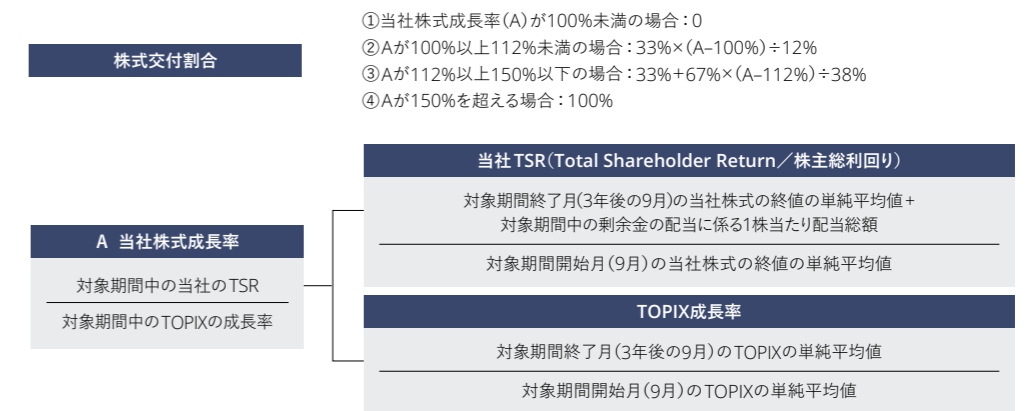 株式交付割合
①当社株式成長率(A)が100%未満の場合：0
②Aが100%以上112%未満の場合：33%×(A–100%)÷12%
③Aが112%以上150%以下の場合：33%+67%×(A–112%)÷38%
④Aが150%を超える場合：100%
A 当社株式成長率
対象期間中の当社のTSR
対象期間中のTOPIXの成長率
当社TSR(Total Shareholder Return／株主総利回り)
対象期間終了月(3年後の9月)の当社株式の終値の単純平均値+
対象期間中の剰余金の配当に係る1株当たり配当総額
対象期間開始月(9月)の当社株式の終値の単純平均値
TOPIX成長率
対象期間終了月(3年後の9月)のTOPIXの単純平均値
対象期間開始月(9月)のTOPIXの単純平均値